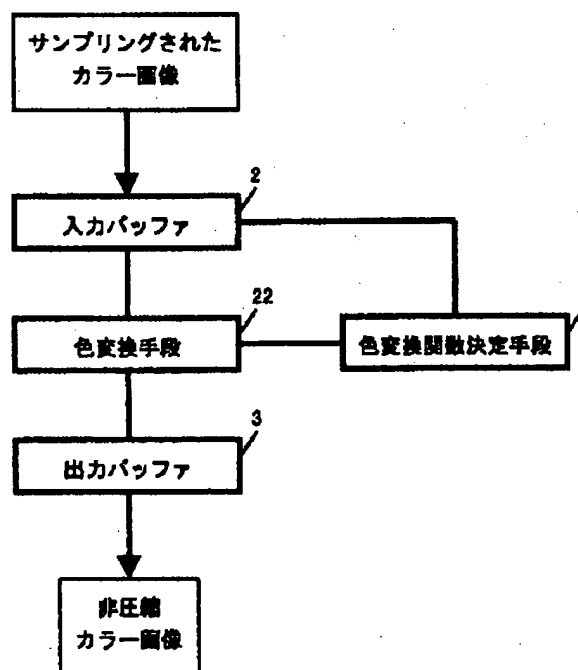 サンプリングされた
カラー画像
2
入力バッファ
22
色変換手段
色変換関数決定手段
3
出力バッファ
非圧縮
カラー画像